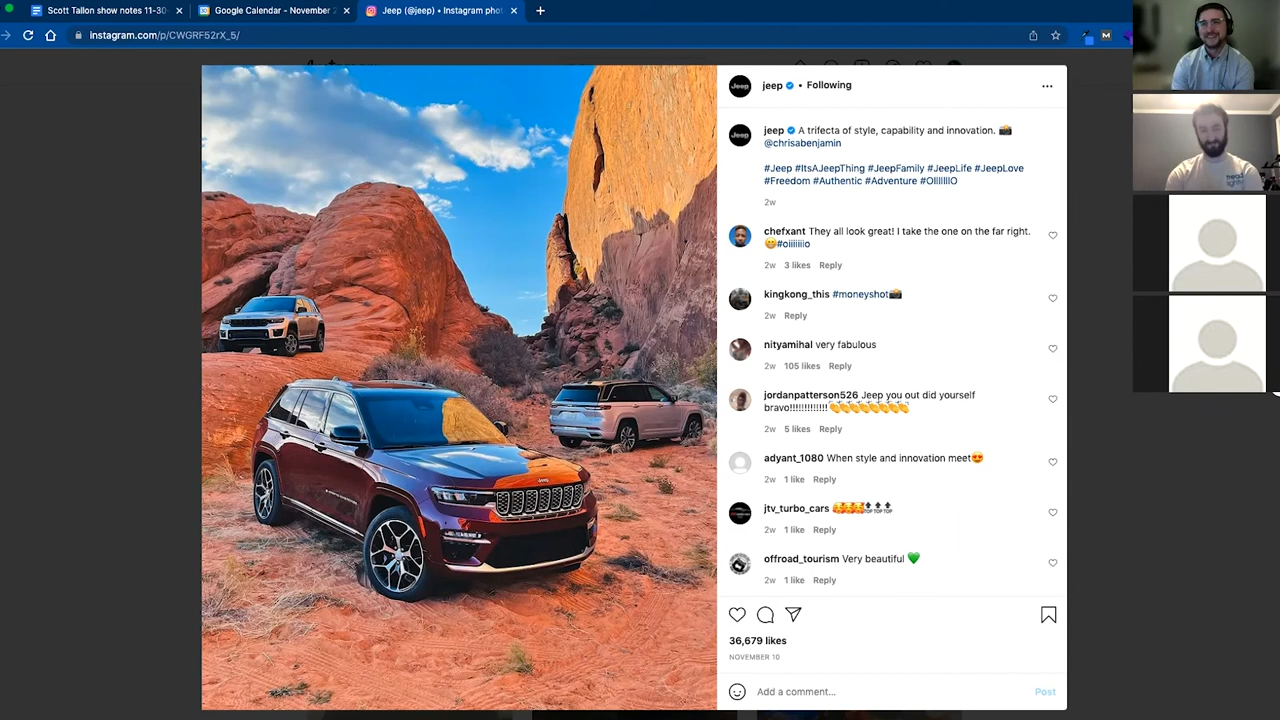 Scott Tallon show notes 11-30-
Google Calendar - November 2
Jeep (@jeep) • Instagram phot
instagram.com/p/CWGRF52rX_5/
jeep • Following
jeep A trifecta of style, capability and innovation. 📸
@chrisabenjamin
#Jeep #ItsAJeepThing #JeepFamily #JeepLife #JeepLove
#Freedom #Authentic #Adventure #OIIIIIIIO
2w
chefxant They all look great! I take the one on the far right.
😁#oiiiiiiio
2w 3 likes Reply
kingkong_this #moneyshot📸
2w Reply
nityamihal very fabulous
2w 105 likes Reply
jordanpatterson526 Jeep you out did yourself
bravo!!!!!!!!!!!!!👏👏👏👏👏👏👏👏
2w 5 likes Reply
adyant_1080 When style and innovation meet😍
2w 1 like Reply
jtv_turbo_cars 🥰🥰🥰🔝🔝🔝
2w 1 like Reply
offroad_tourism Very beautiful 💚
2w 1 like Reply
36,679 likes
NOVEMBER 10
Add a comment...
Post